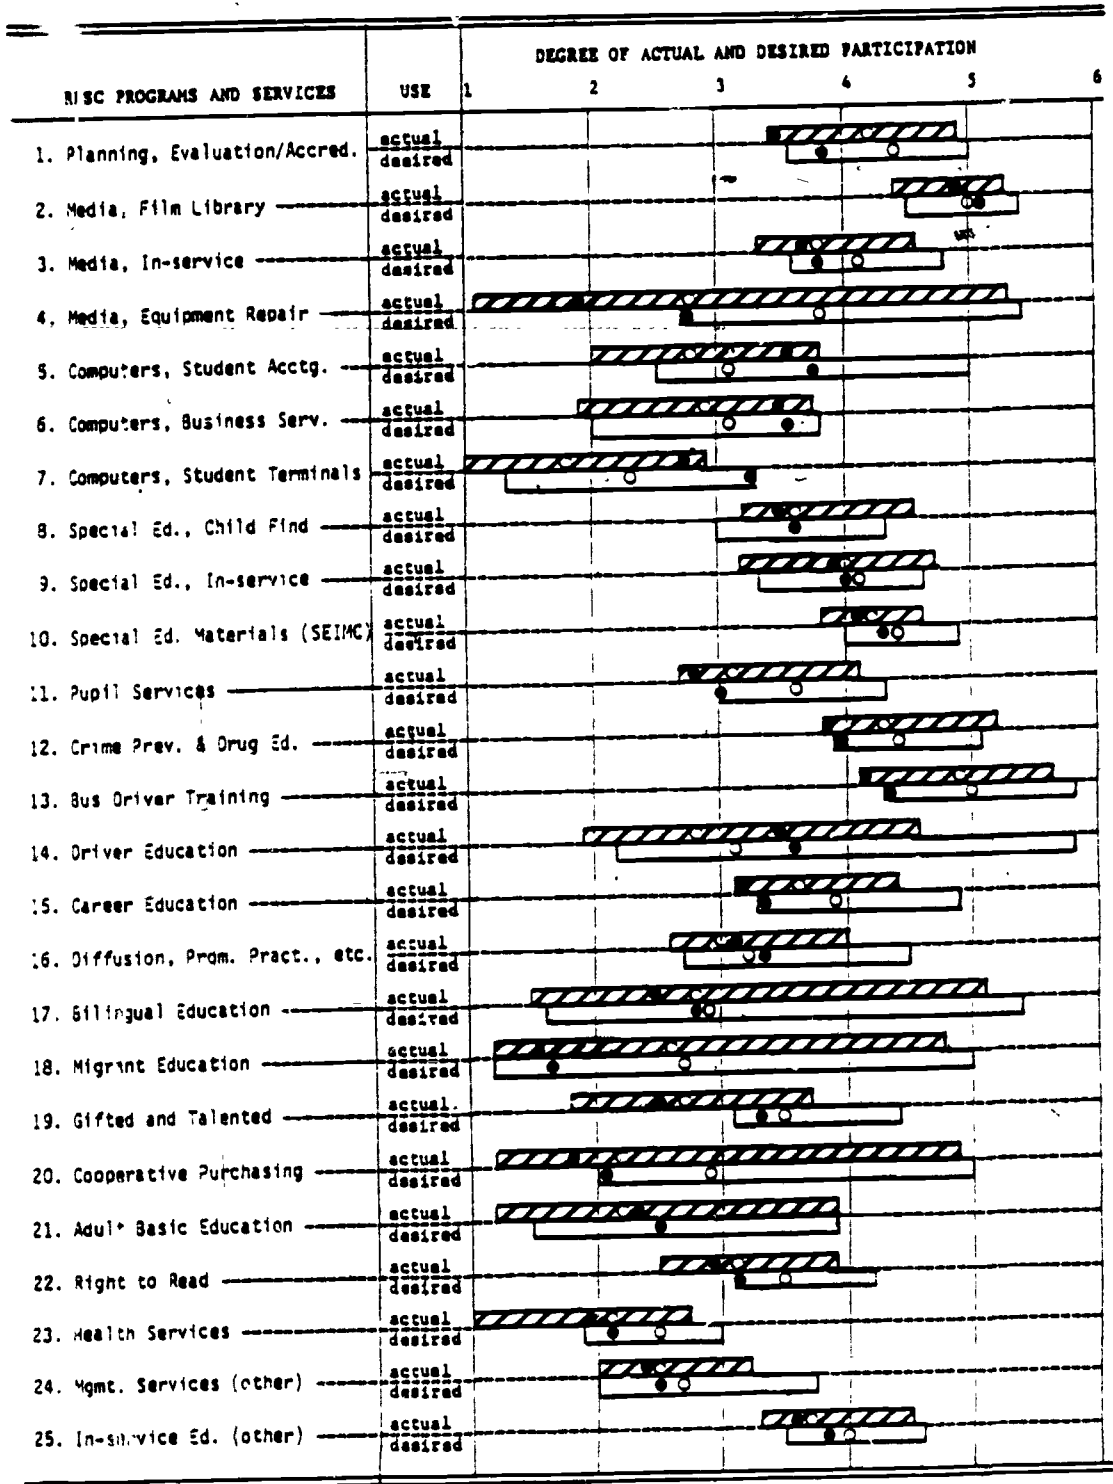 DEGREE OF ACTUAL AND DESIRED PARTICIPATION
RISC PROGRAMS AND SERVICES USE 1 2 3 4 5 6
1. Planning, Evaluation/Accred. actual
desired
2. Media, Film Library actual
desired
3. Media, In-service actual
desired
4. Media, Equipment Repair actual
desired
5. Computers, Student Acctg. actual
desired
6. Computers, Business Serv. actual
desired
7. Computers, Student Terminals actual
desired
8. Special Ed., Child Find actual
desired
9. Special Ed., In-service actual
desired
10. Special Ed. Materials (SEIMC) actual
desired
11. Pupil Services actual
desired
12. Crime Prev. & Drug Ed. actual
desired
13. Bus Driver Training actual
desired
14. Driver Education actual
desired
15. Career Education actual
desired
16. Diffusion, Prom. Pract., etc. actual
desired
17. Bilingual Education actual
desired
18. Migrant Education actual
desired
19. Gifted and Talented actual
desired
20. Cooperative Purchasing actual
desired
21. Adult Basic Education actual
desired
22. Right to Read actual
desired
23. Health Services actual
desired
24. Mgmt. Services (other) actual
desired
25. In-service Ed. (other) actual
desired